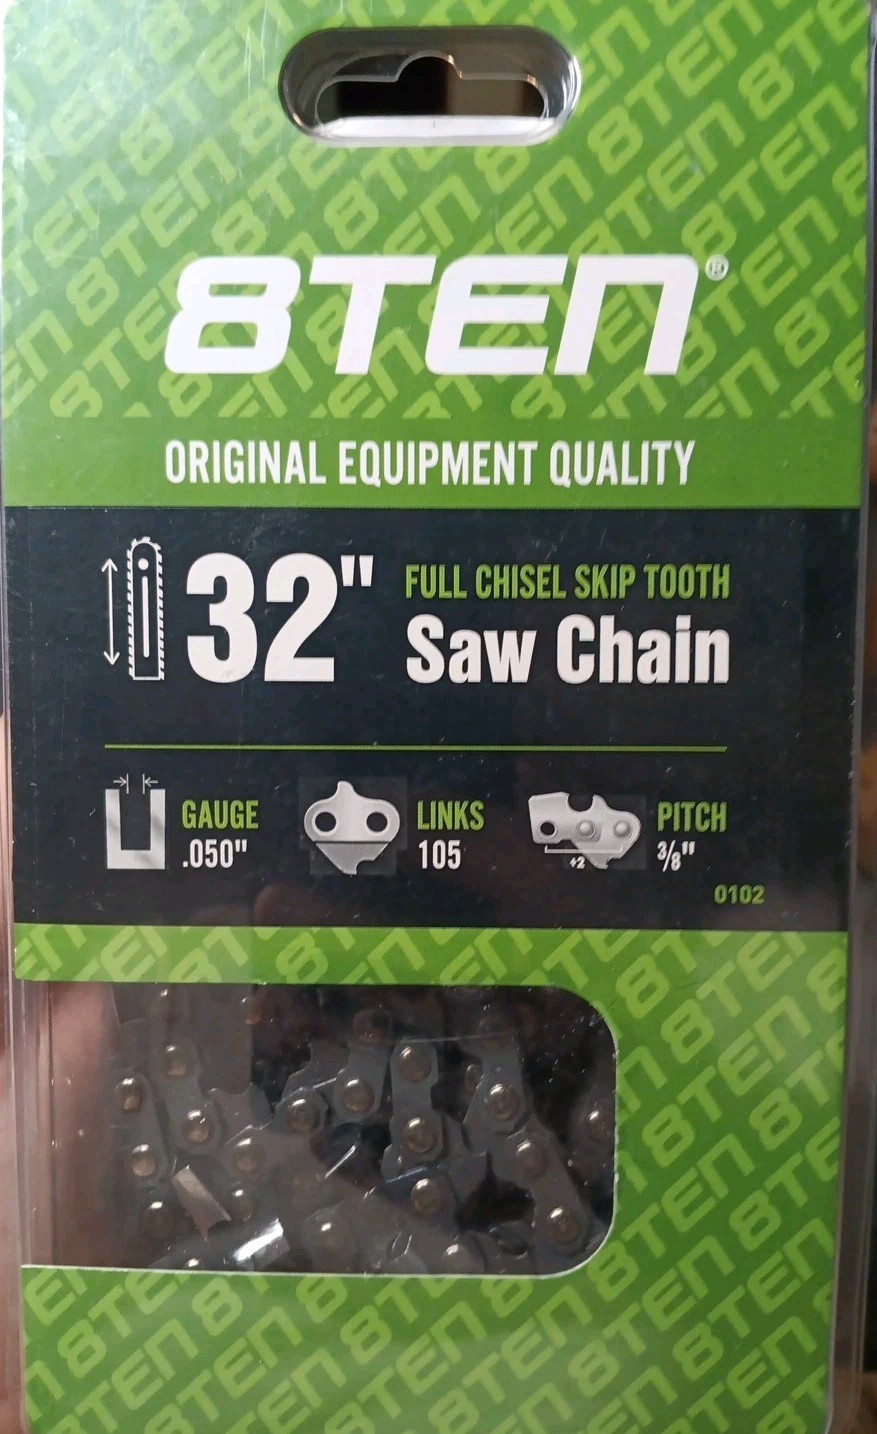 8TEN®
ORIGINAL EQUIPMENT QUALITY
32"
FULL CHISEL SKIP TOOTH
Saw Chain
GAUGE
.050"
LINKS
105
+2
PITCH
3/8"
0102